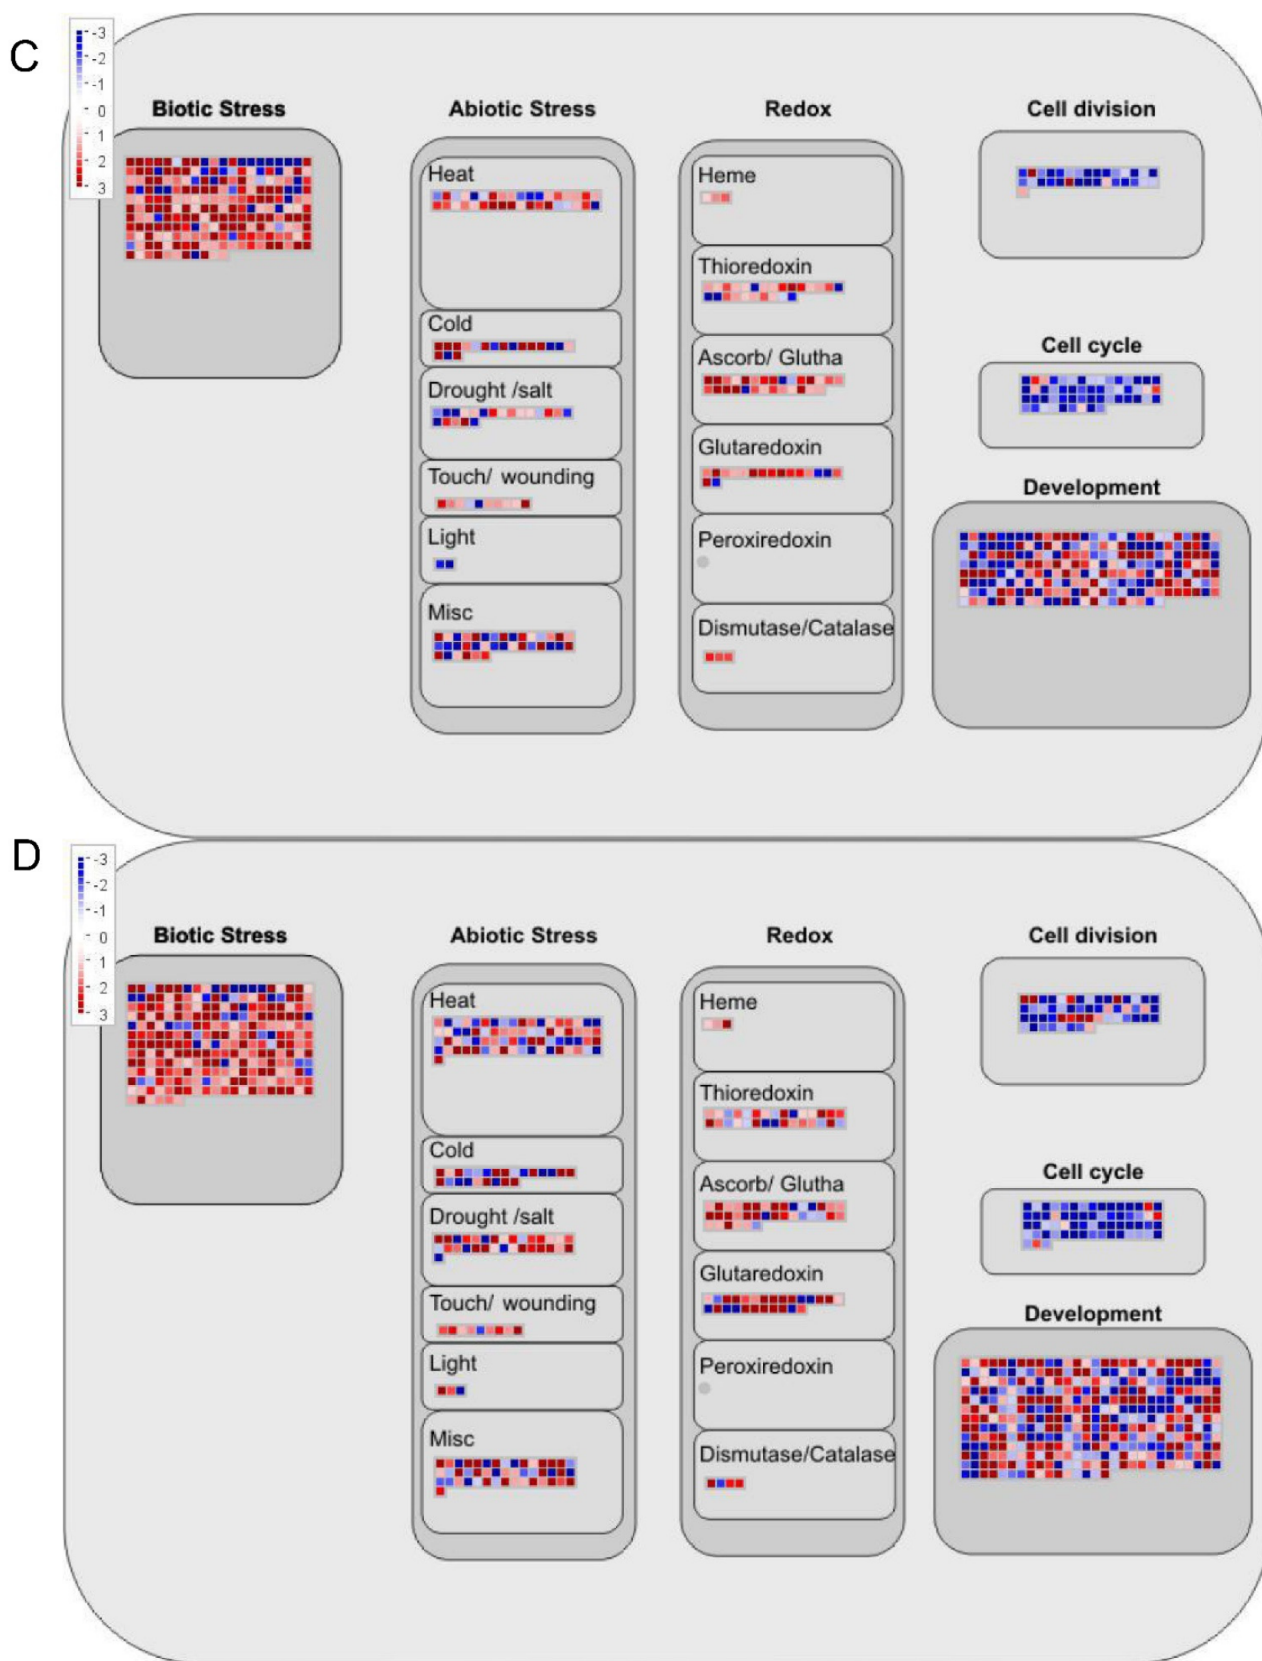 C
-3
-2
-1
0
1
2
3
Biotic Stress
Abiotic Stress
Redox
Cell division
Heat
Heme
Thioredoxin
Cold
Ascorb/ Glutha
Cell cycle
Drought /salt
Glutaredoxin
Touch/ wounding
Development
Light
Peroxiredoxin
Misc
Dismutase/Catalase
D
-3
-2
-1
0
1
2
3
Biotic Stress
Abiotic Stress
Redox
Cell division
Heat
Heme
Thioredoxin
Cold
Ascorb/ Glutha
Cell cycle
Drought /salt
Glutaredoxin
Touch/ wounding
Development
Light
Peroxiredoxin
Misc
Dismutase/Catalase